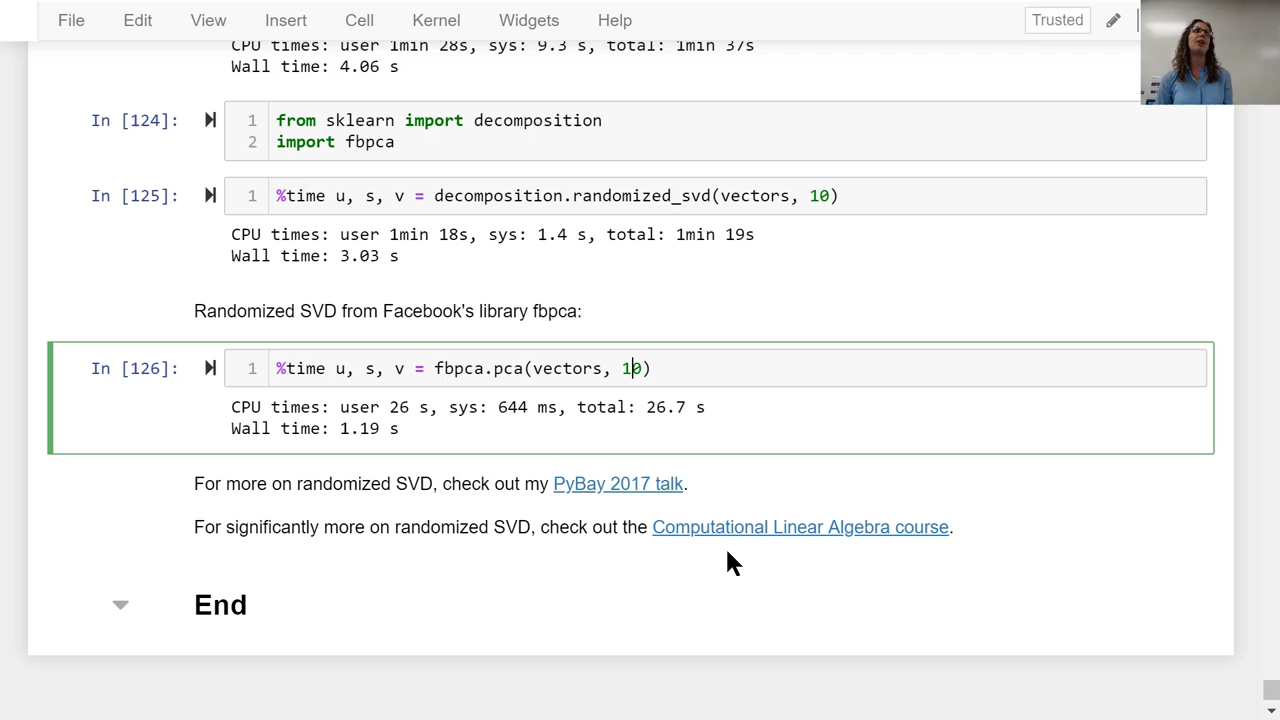 File Edit View Insert Cell Kernel Widgets Help Trusted
CPU times: user 1min 28s, sys: 9.3 s, total: 1min 37s
Wall time: 4.06 s
In [124]: 1 from sklearn import decomposition
2 import fbpca
In [125]: 1 %time u, s, v = decomposition.randomized_svd(vectors, 10)
CPU times: user 1min 18s, sys: 1.4 s, total: 1min 19s
Wall time: 3.03 s
Randomized SVD from Facebook's library fbpca:
In [126]: 1 %time u, s, v = fbpca.pca(vectors, 10)
CPU times: user 26 s, sys: 644 ms, total: 26.7 s
Wall time: 1.19 s
For more on randomized SVD, check out my PyBay 2017 talk.
For significantly more on randomized SVD, check out the Computational Linear Algebra course.
End